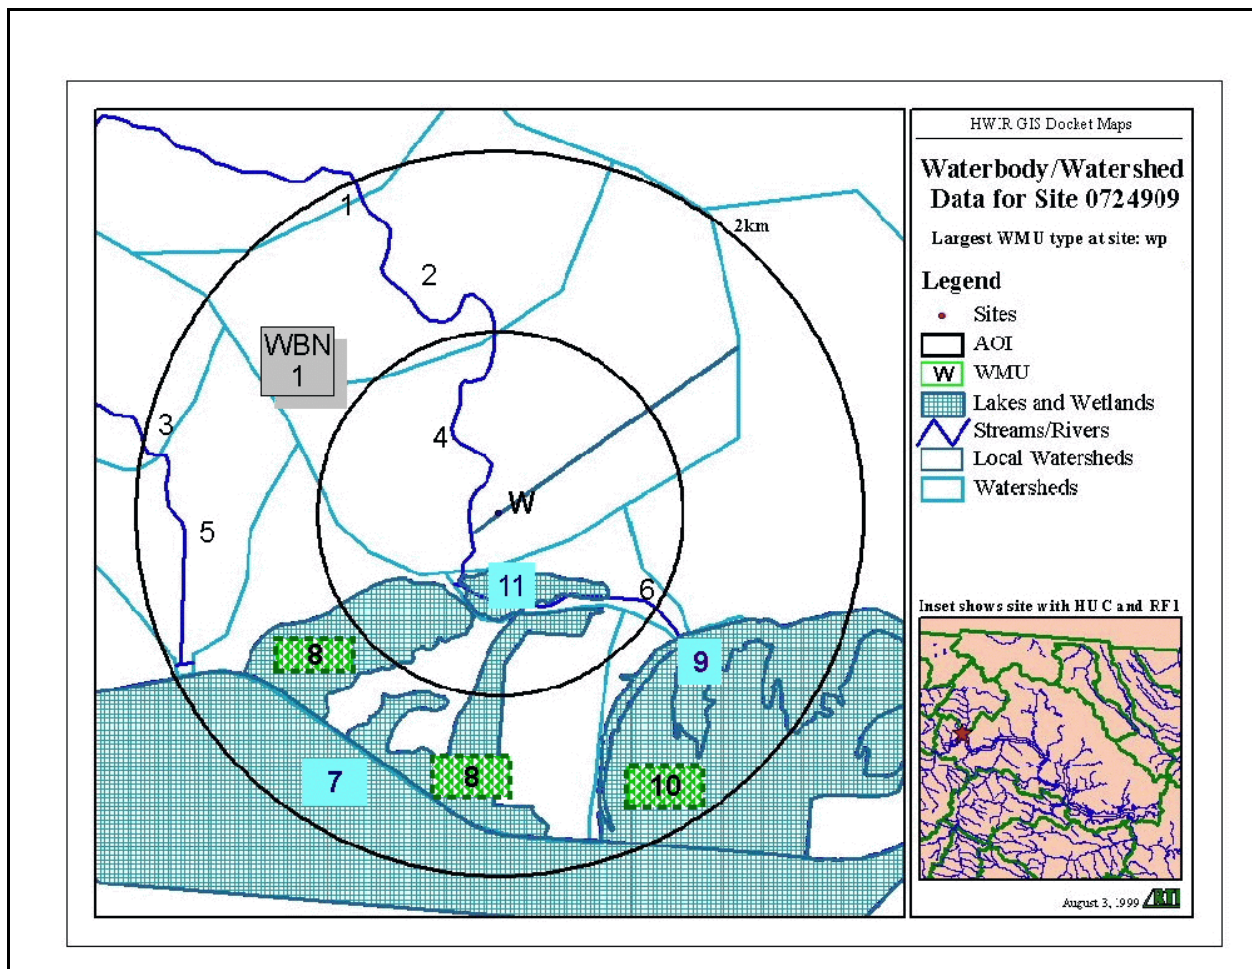 HWIR GIS Docket Maps
Waterbody/Watershed
Data for Site 0724909
Largest WMU type at site: wp
Legend
Sites
AOI
W WMU
Lakes and Wetlands
Streams/Rivers
Local Watersheds
Watersheds
1
2km
2
WBN
1
3
4
W
5
11
6
8
9
7
8
10
Inset shows site with HUC and RF1
August 3, 1999 RTI